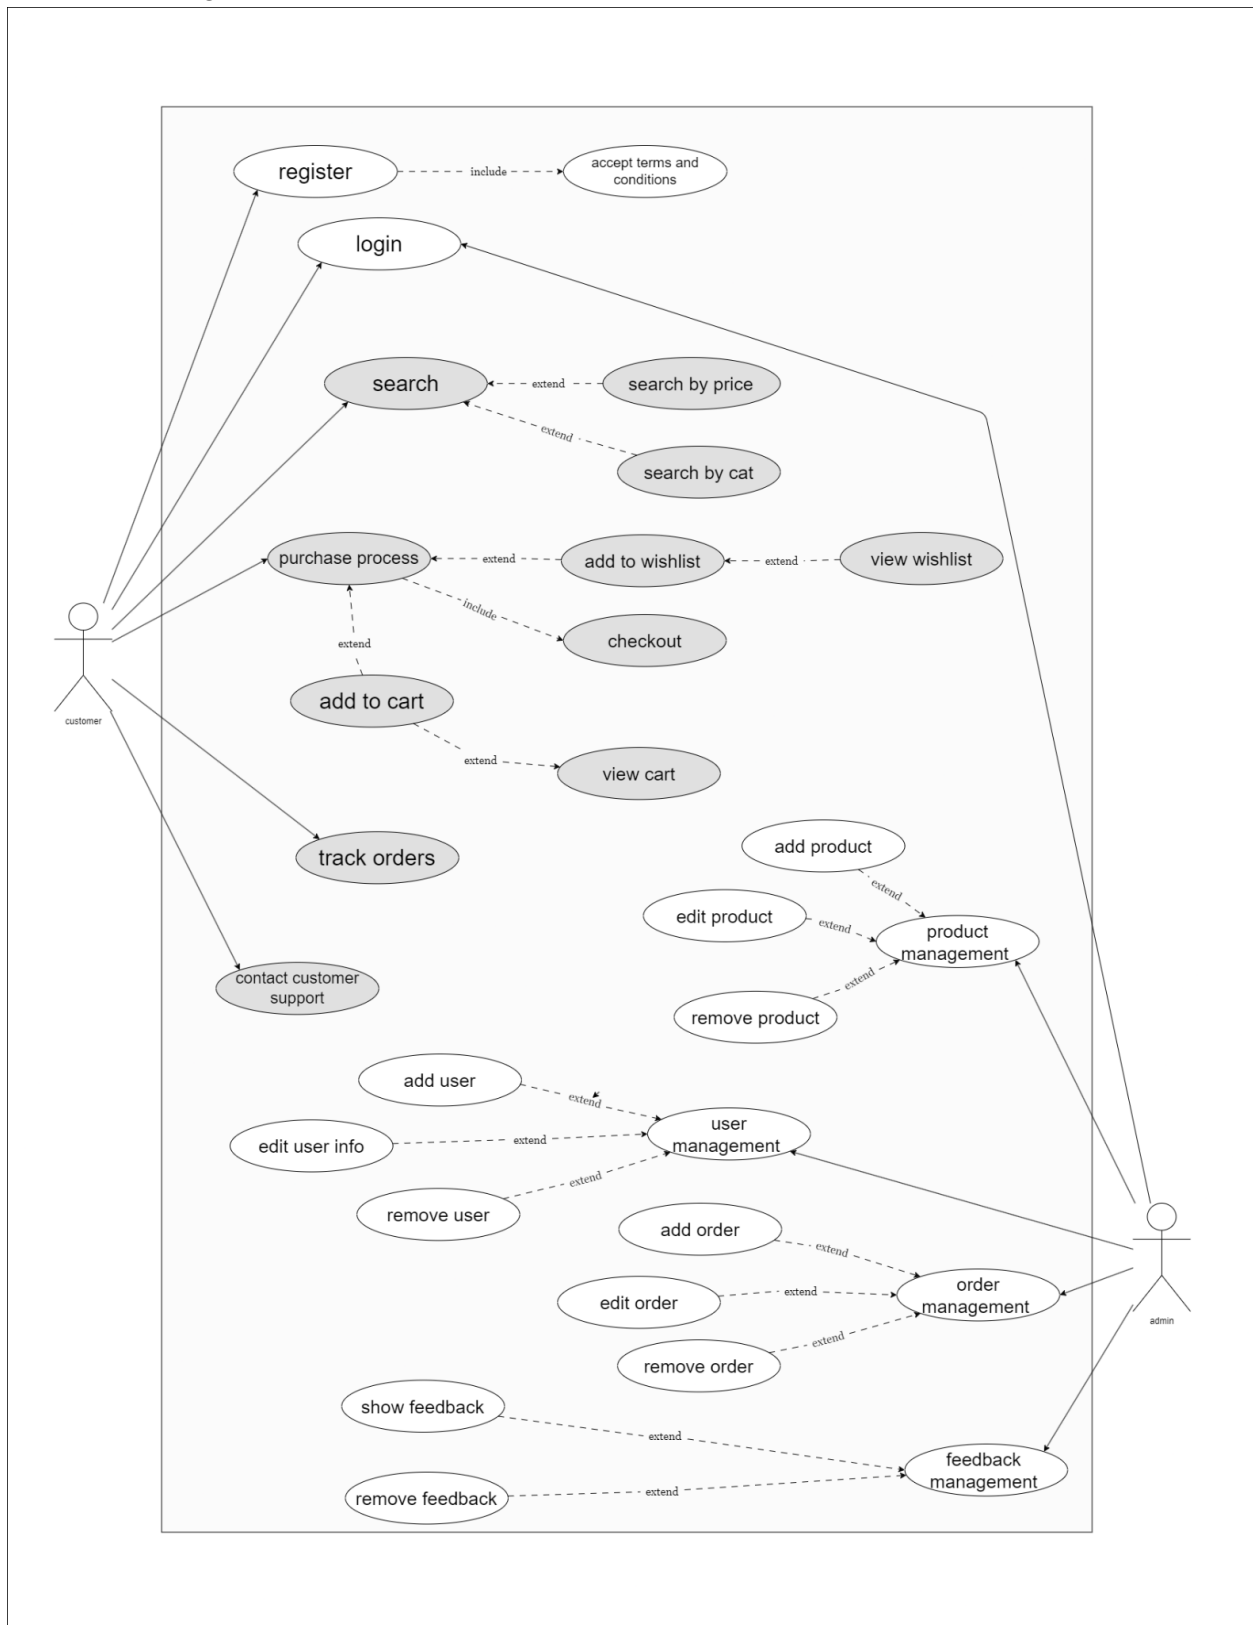 register
include
accept terms and
conditions
login
search
extend
search by price
extend
search by cat
purchase process
extend
add to wishlist
extend
view wishlist
include
checkout
extend
add to cart
customer
extend
view cart
add product
track orders
extend
edit product
extend
product
management
extend
contact customer
support
remove product
add user
extend
user
management
edit user info
extend
extend
remove user
add order
extend
order
management
edit order
extend
admin
extend
remove order
show feedback
extend
feedback
management
extend
remove feedback